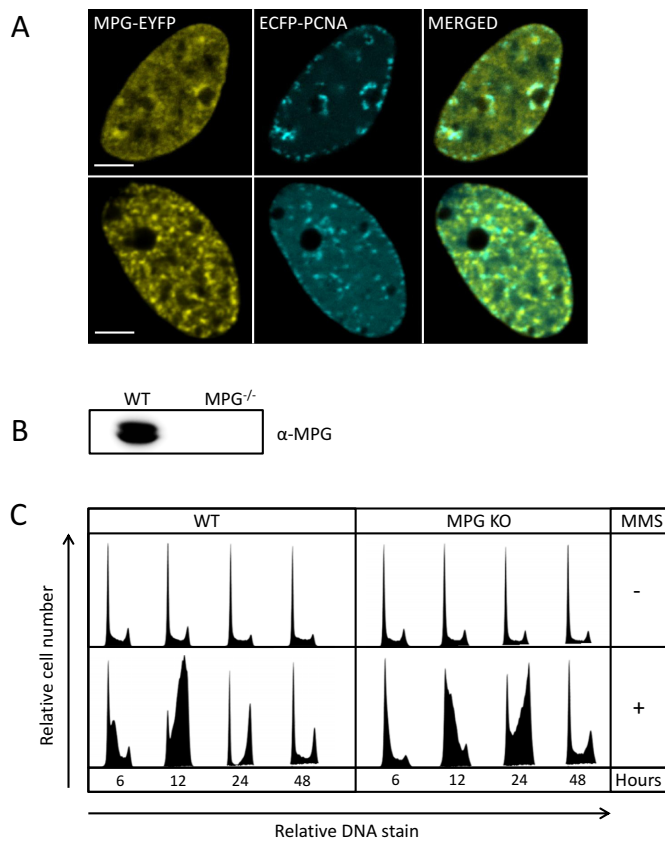 A
MPG-EYFP ECFP-PCNA MERGED
B
WT MPG-/-
α-MPG
C
WT MPG KO MMS
-
+
6 12 24 48 6 12 24 48 Hours
Relative cell number
Relative DNA stain